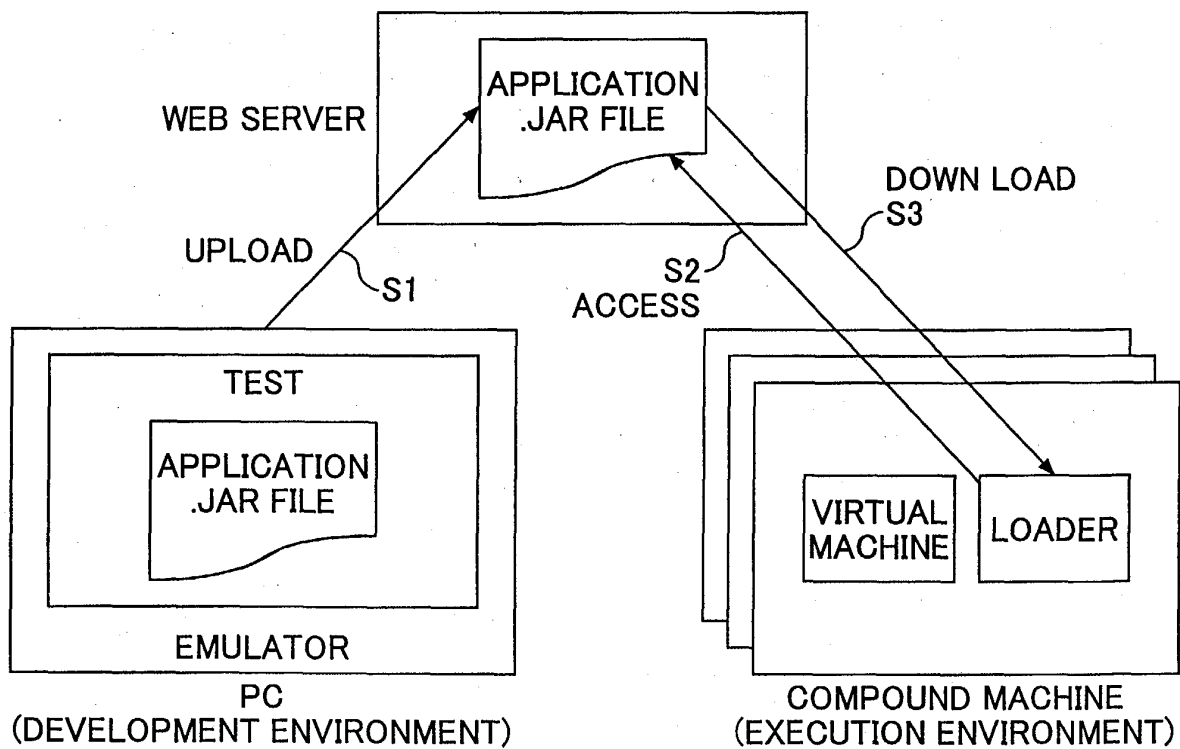 APPLICATION
.JAR FILE
WEB SERVER
DOWN LOAD
S3
UPLOAD
S1
S2
ACCESS
TEST
APPLICATION
.JAR FILE
EMULATOR
PC
(DEVELOPMENT ENVIRONMENT)
VIRTUAL
MACHINE
LOADER
COMPOUND MACHINE
(EXECUTION ENVIRONMENT)